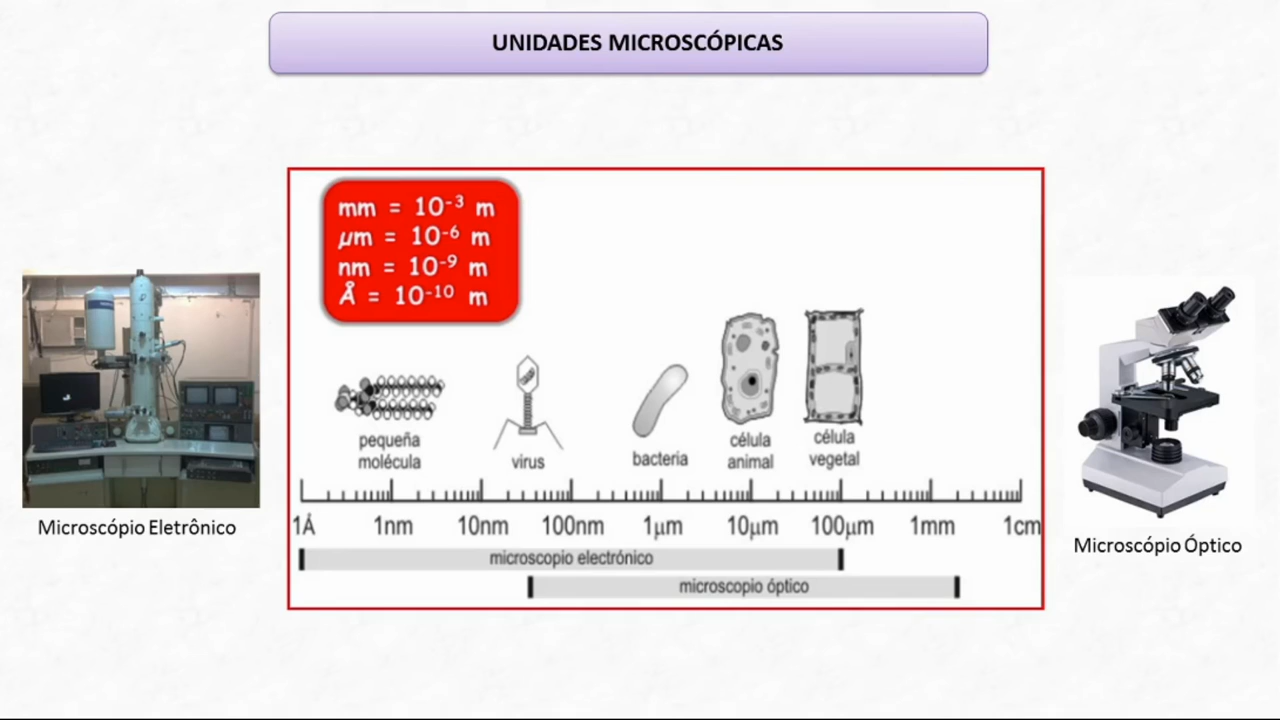 UNIDADES MICROSCÓPICAS
mm = 10⁻³ m
µm = 10⁻⁶ m
nm = 10⁻⁹ m
Å = 10⁻¹⁰ m
pequeña
molécula
virus
bacteria
célula
animal
célula
vegetal
1Å 1nm 10nm 100nm 1µm 10µm 100µm 1mm 1cm
microscopio electrónico
microscopio óptico
Microscópio Eletrônico
Microscópio Óptico